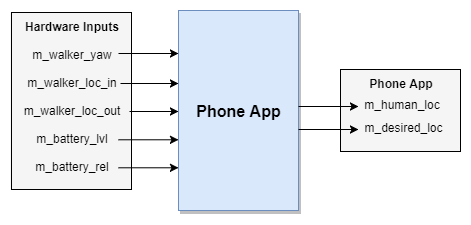 Hardware Inputs
m_walker_yaw
m_walker_loc_in
m_walker_loc_out
m_battery_lvl
m_battery_rel
Phone App
Phone App
m_human_loc
m_desired_loc